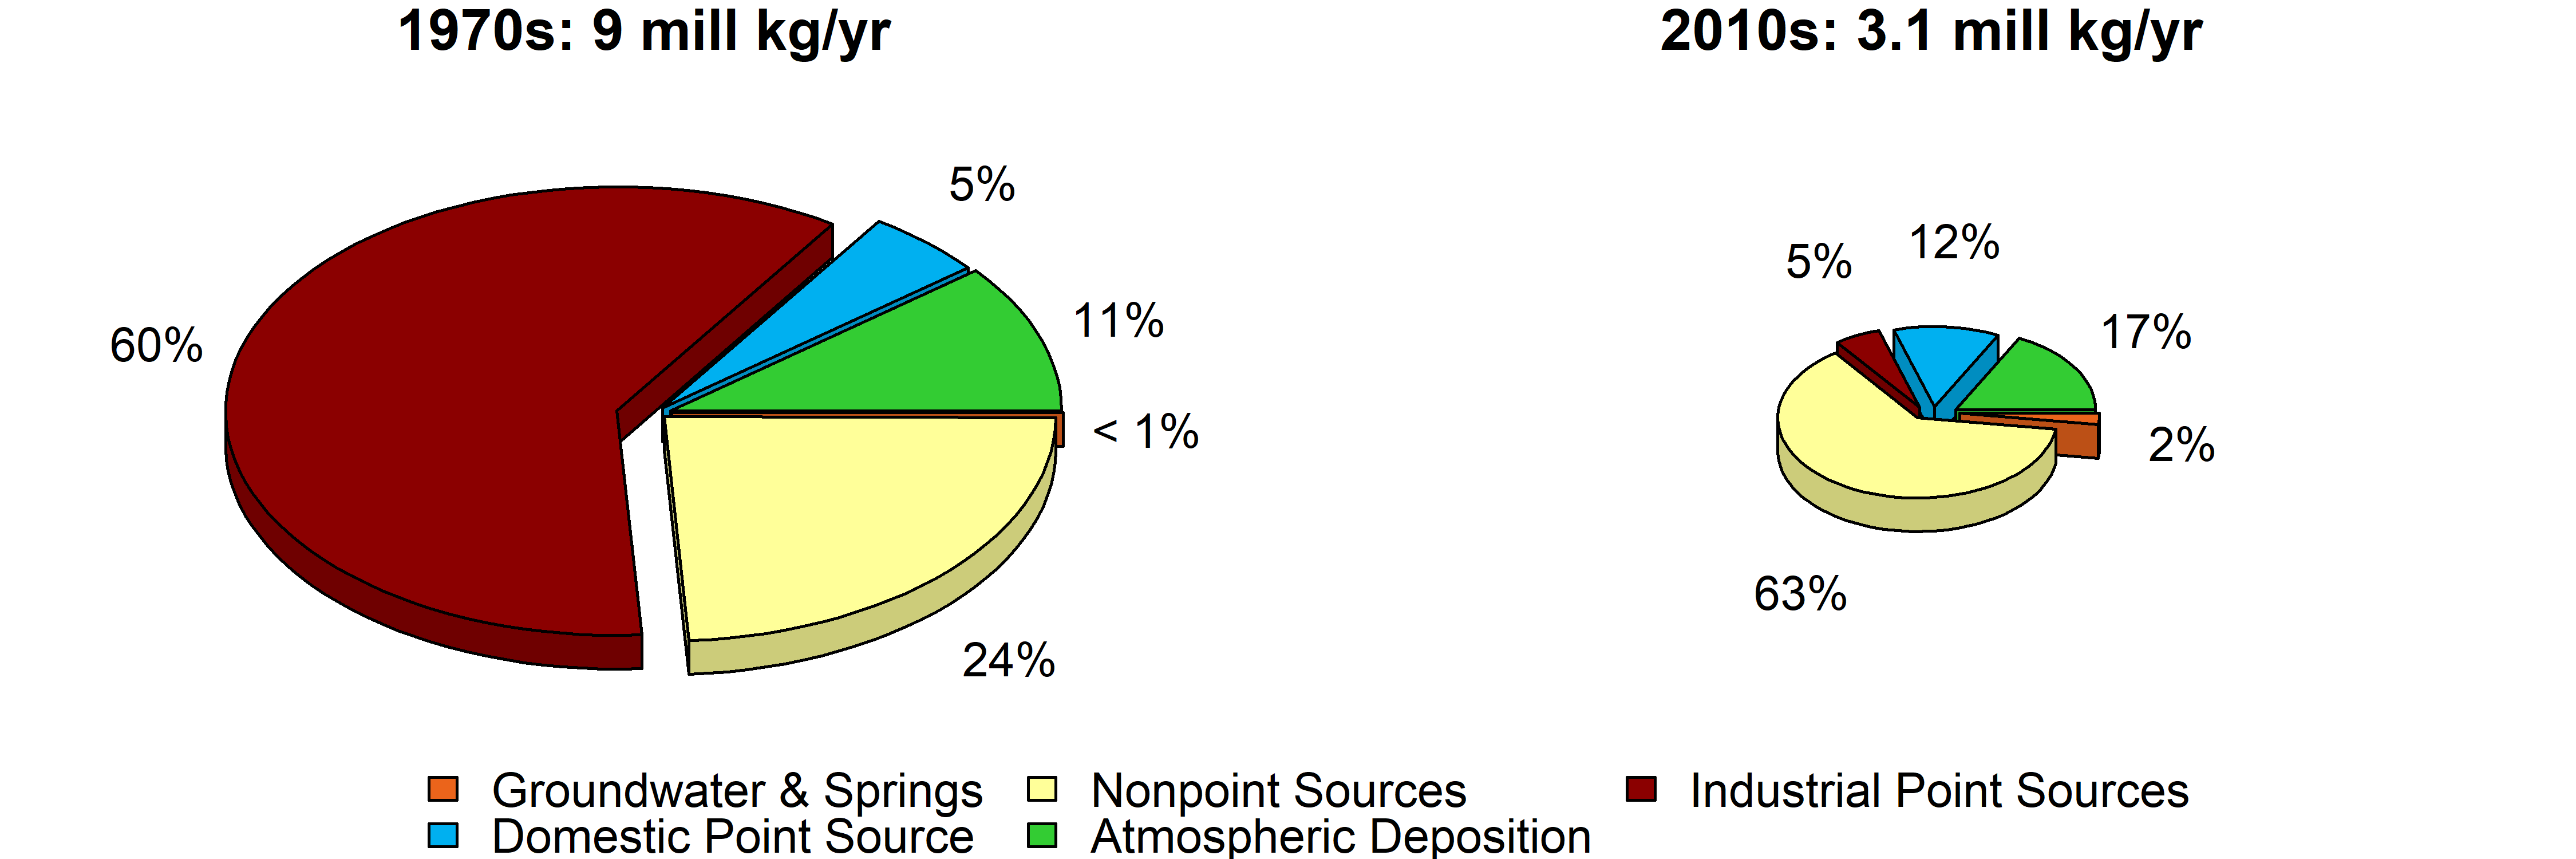 1970s: 9 mill kg/yr
5%
11%
60%
< 1%
24%
2010s: 3.1 mill kg/yr
12%
5%
17%
2%
63%
Groundwater & Springs
Nonpoint Sources
Industrial Point Sources
Domestic Point Source
Atmospheric Deposition